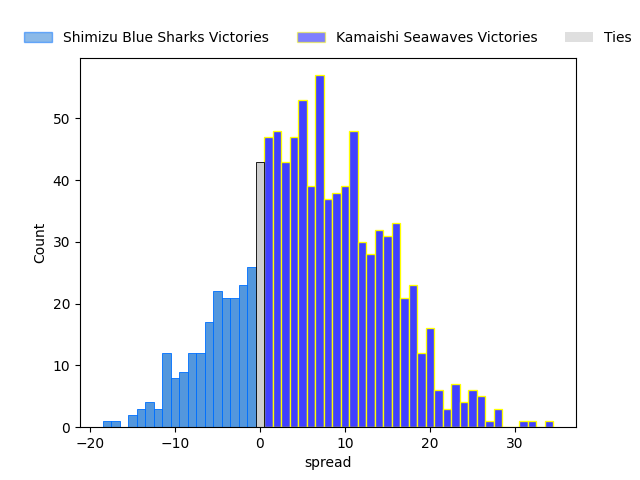 Shimizu Blue Sharks Victories Kamaishi Seawaves Victories Ties
50
40
30
20
10
0
Count
−20 −10 0 10 20 30
spread